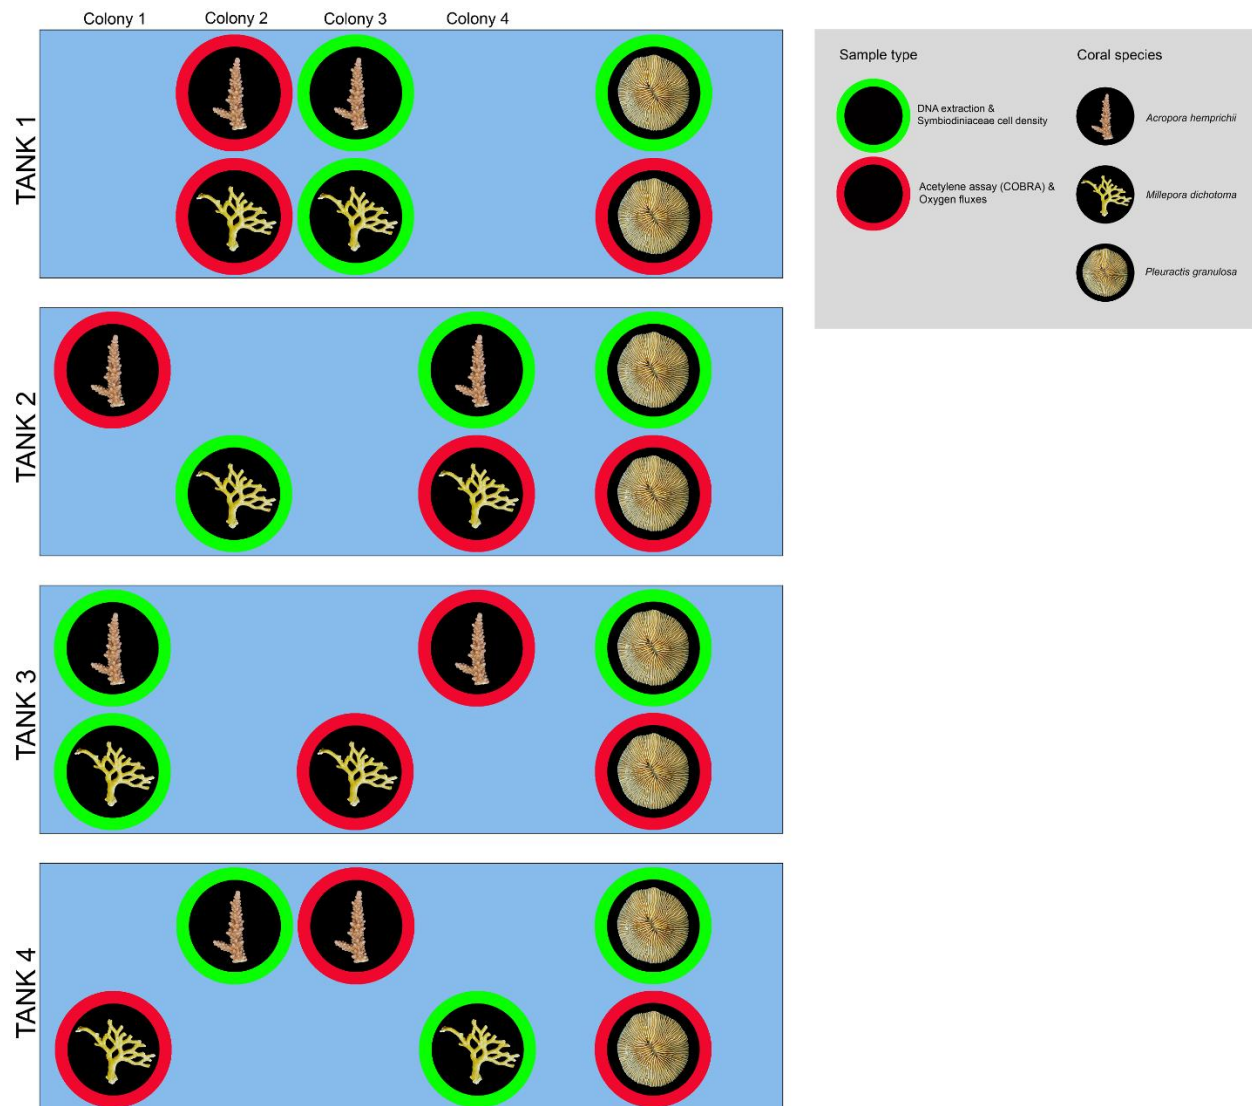 Colony 1
Colony 2
Colony 3
Colony 4
TANK 1
TANK 2
TANK 3
TANK 4
Sample type
DNA extraction &
Symbiodiniaceae cell density
Acetylene assay (COBRA) &
Oxygen fluxes
Coral species
Acropora hemprichii
Millepora dichotoma
Pleuractis granulosa